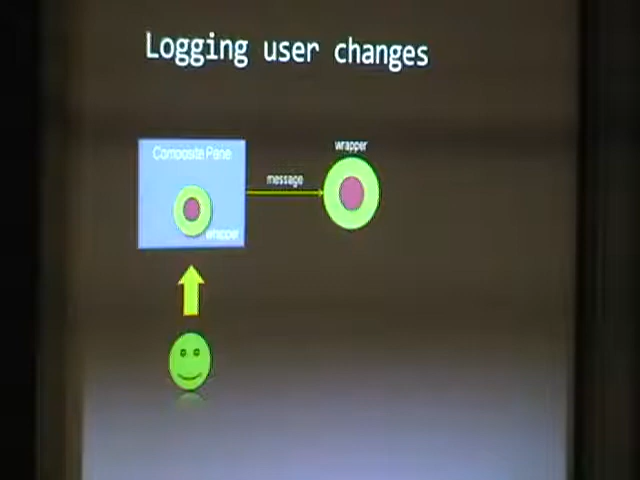 Logging user changes
Composite Pane
wrapper
message
wrapper